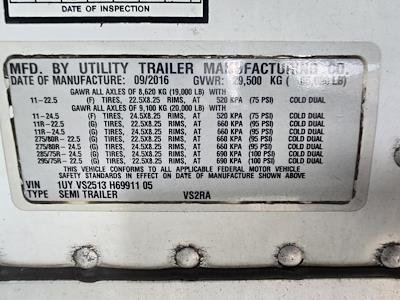 DATE OF INSPECTION
MFD. BY UTILITY TRAILER MANUFACTURING CO.
DATE OF MANUFACTURE: 09/2016 GVWR: 29,500 KG ( 65,000 LB)
GAWR ALL AXLES OF 8,620 KG (19,000 LB) WITH
11-22.5 (F) TIRES, 22.5X8.25 RIMS, AT 520 KPA (75 PSI) COLD DUAL
GAWR ALL AXLES OF 9,100 KG (20,000 LB) WITH
11-24.5 (F) TIRES, 24.5X8.25 RIMS, AT 520 KPA (75 PSI) COLD DUAL
11R-22.5 (G) TIRES, 22.5X8.25 RIMS, AT 660 KPA (95 PSI) COLD DUAL
11R-24.5 (G) TIRES, 24.5X8.25 RIMS, AT 660 KPA (95 PSI) COLD DUAL
275/80R-22.5 (G) TIRES, 22.5X8.25 RIMS, AT 660 KPA (95 PSI) COLD DUAL
275/80R-24.5 (G) TIRES, 24.5X8.25 RIMS, AT 660 KPA (95 PSI) COLD DUAL
285/75R-24.5 (G) TIRES, 24.5X8.25 RIMS, AT 690 KPA (100 PSI) COLD DUAL
295/75R-22.5 (G) TIRES, 22.5X8.25 RIMS, AT 690 KPA (100 PSI) COLD DUAL
THIS VEHICLE CONFORMS TO ALL APPLICABLE FEDERAL MOTOR VEHICLE
SAFETY STANDARDS IN EFFECT ON DATE OF MANUFACTURE SHOWN ABOVE
VIN 1UY VS2513 H69911 05
TYPE SEMI TRAILER VS2RA